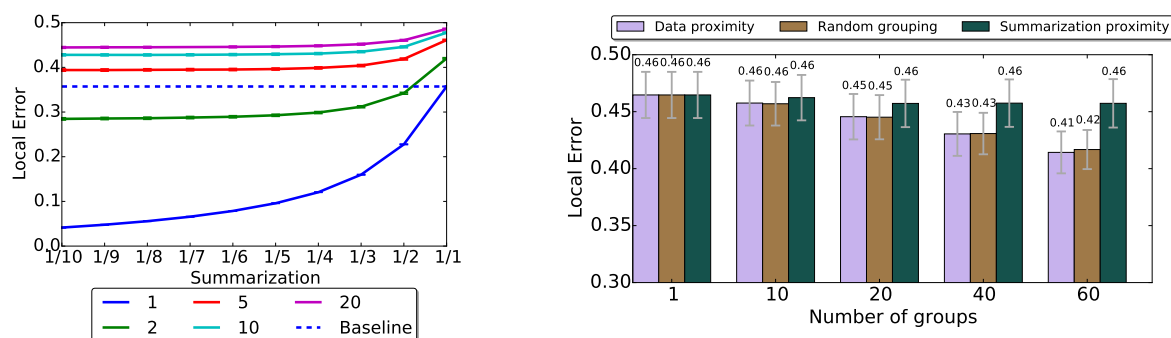 0.5
0.4
0.3
0.2
0.1
0.0
Local Error
1/10 1/9 1/8 1/7 1/6 1/5 1/4 1/3 1/2 1/1
Summarization
1 5 20
2 10 Baseline
Data proximity Random grouping Summarization proximity
0.50
0.45
0.40
0.35
0.30
Local Error
0.46 0.46 0.46
0.46 0.46 0.46
0.45 0.45 0.46
0.43 0.43 0.46
0.41 0.42 0.46
1 10 20 40 60
Number of groups